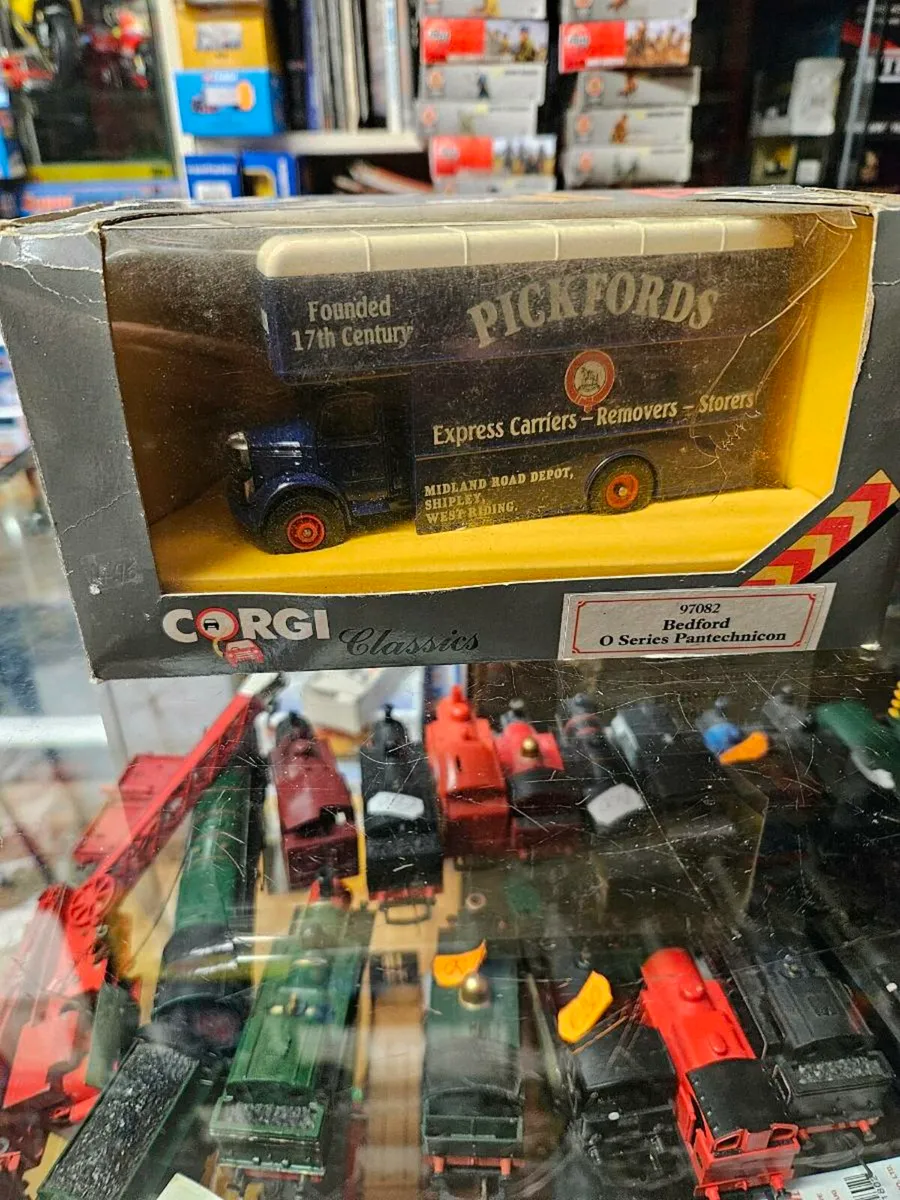 Founded
17th Century
PICKFORDS
Express Carriers – Removers – Storers
MIDLAND ROAD DEPOT,
SHIPLEY,
WEST RIDING.
CORGI Classics
97082
Bedford
O Series Pantechnicon